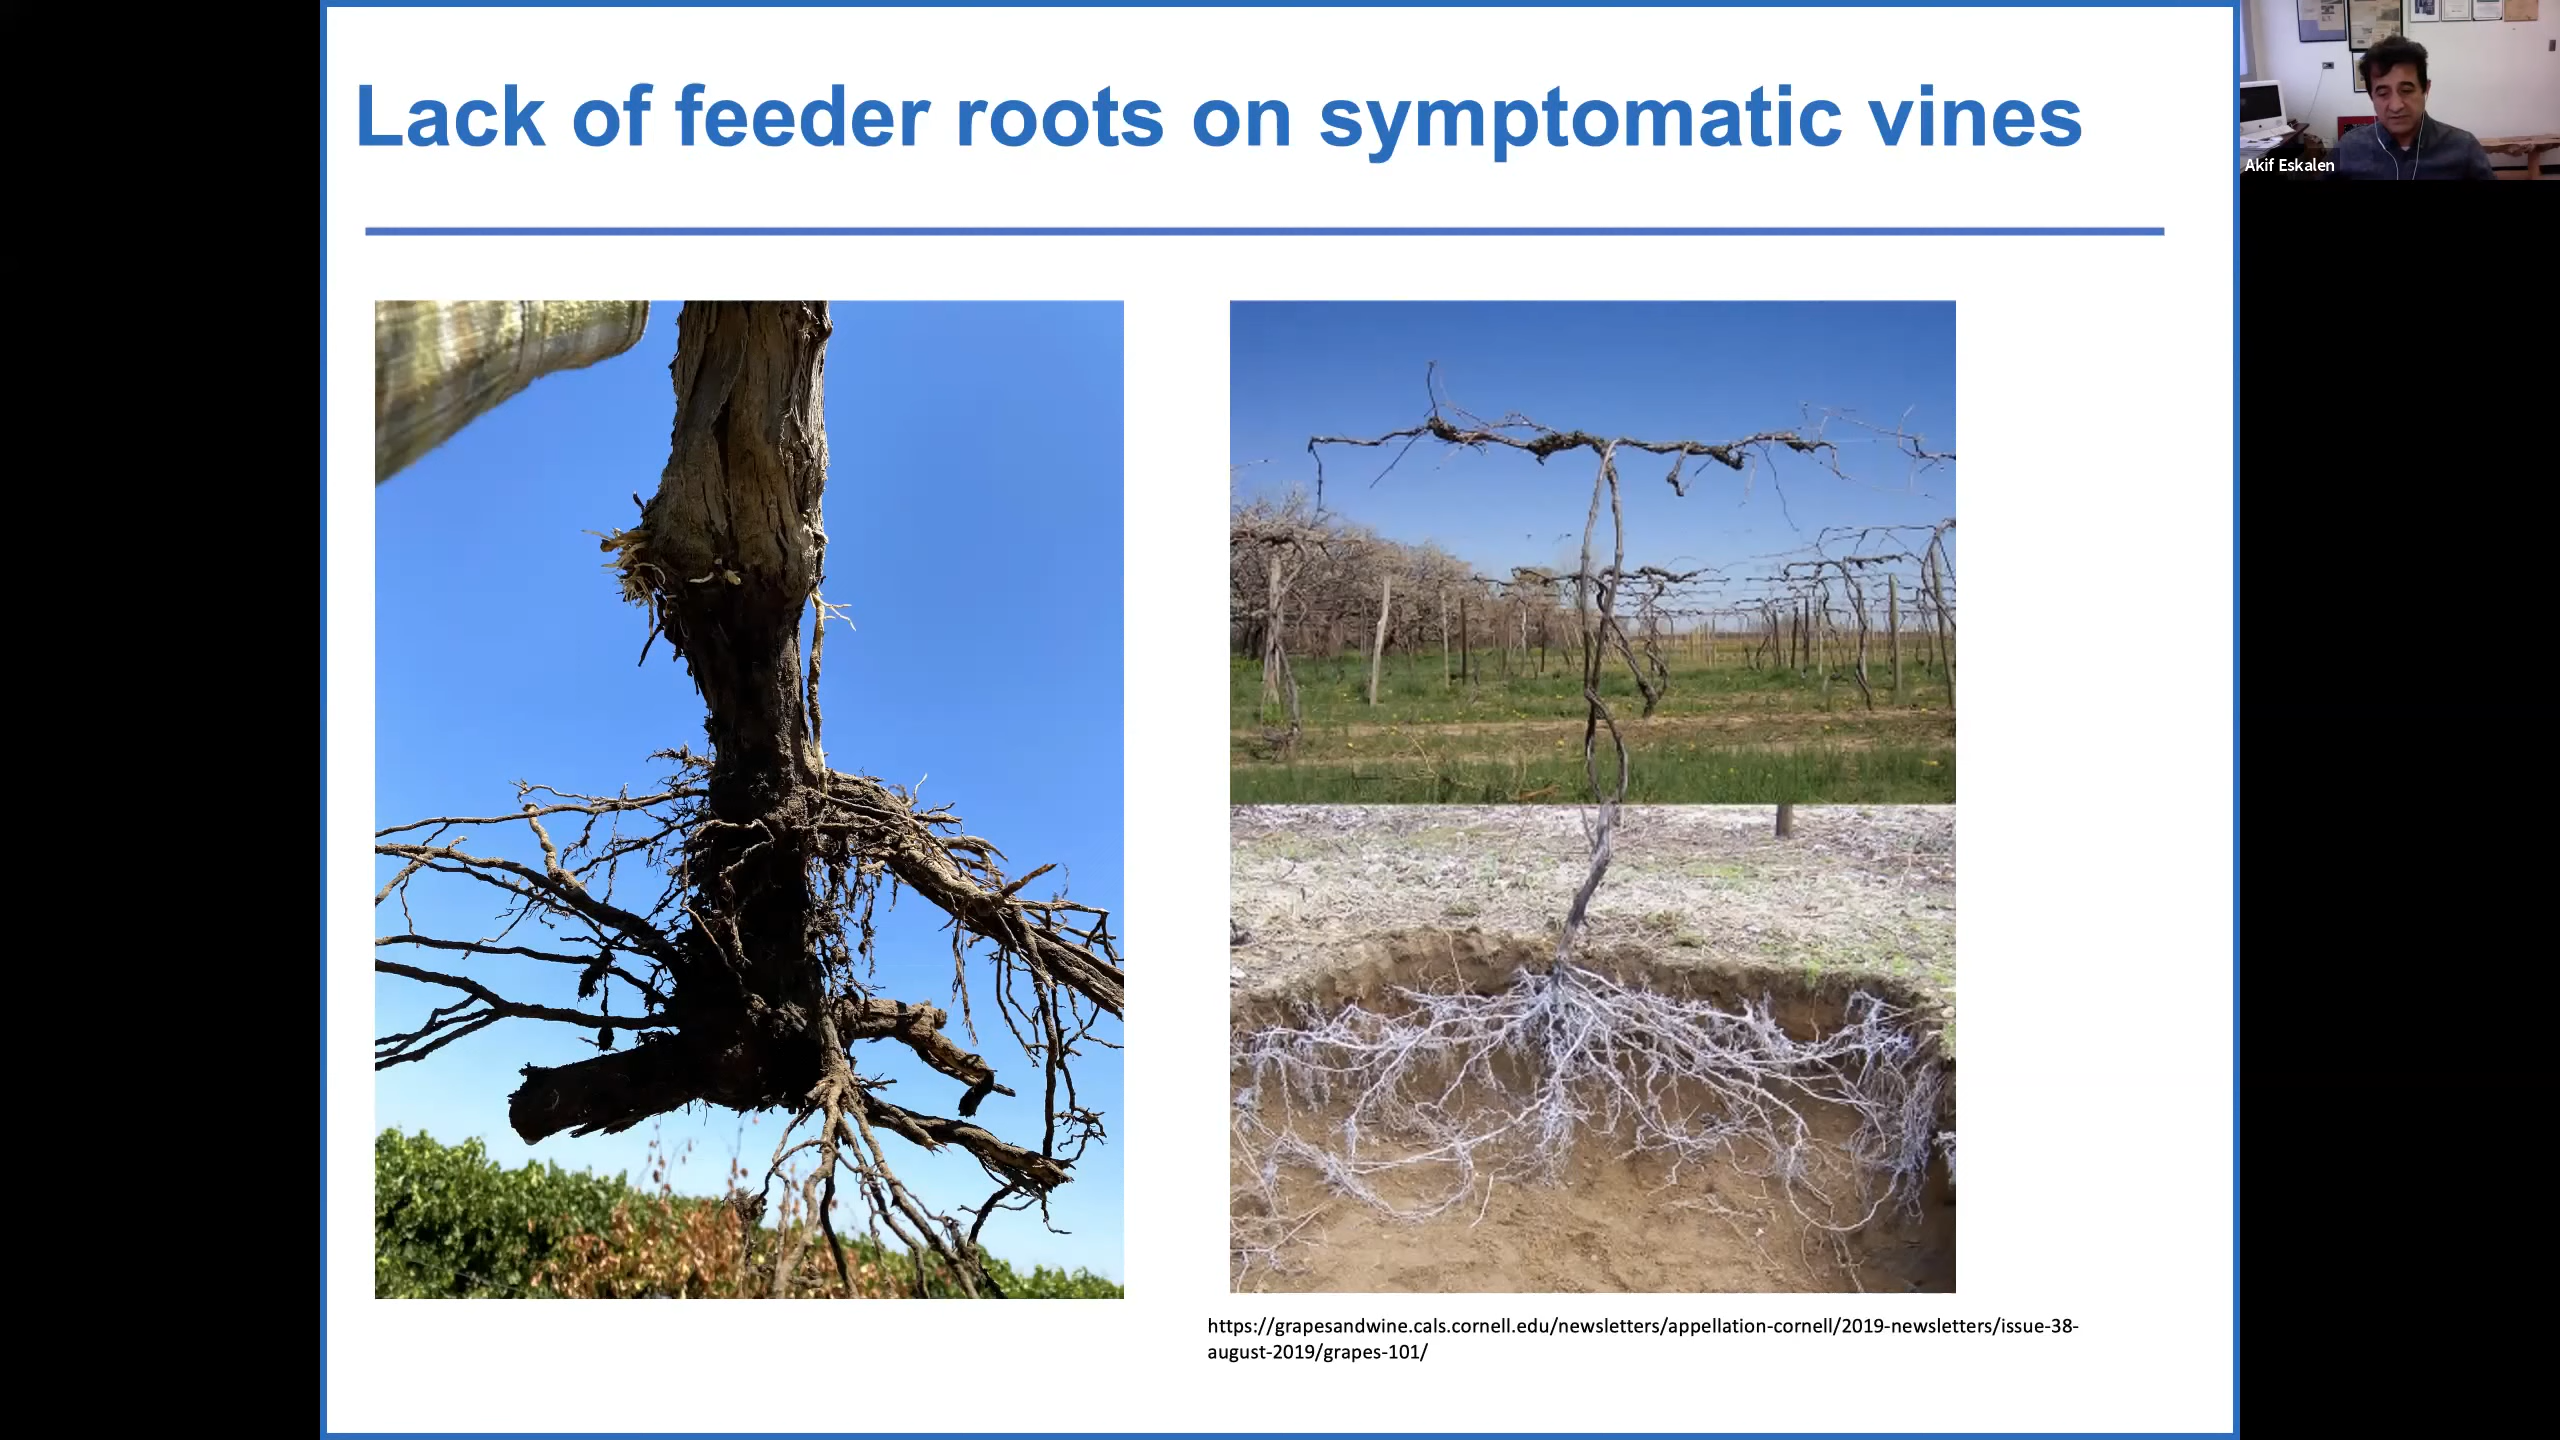 Lack of feeder roots on symptomatic vines
Akif Eskalen
https://grapesandwine.cals.cornell.edu/newsletters/appellation-cornell/2019-newsletters/issue-38-
august-2019/grapes-101/